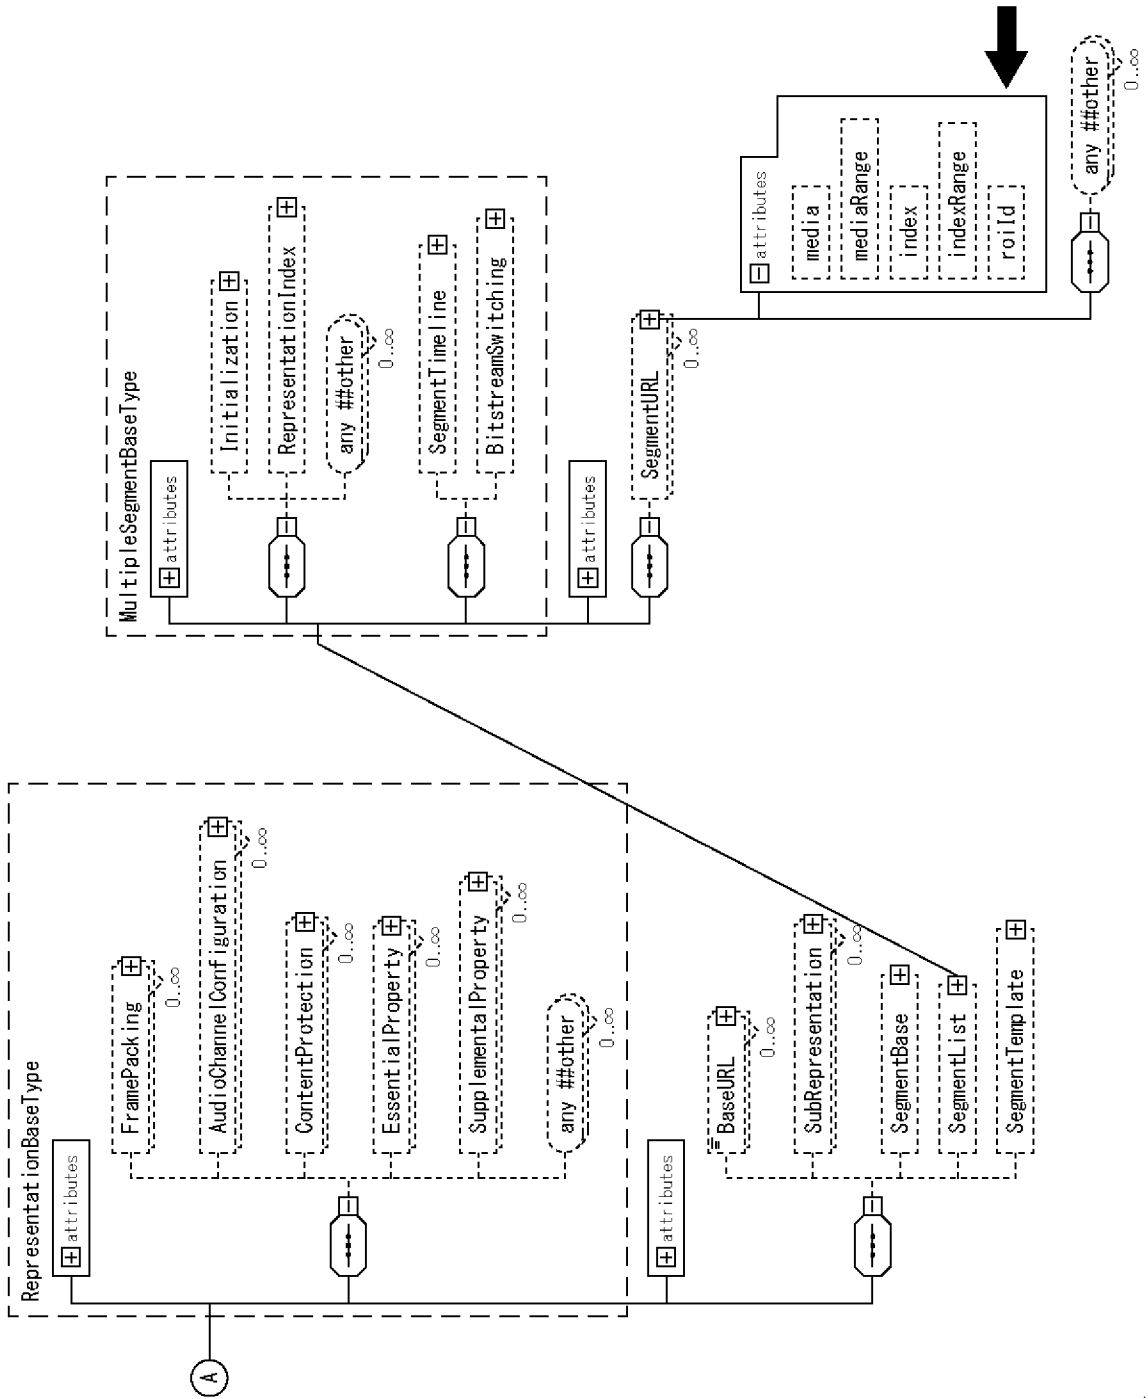 A
RepresentationBaseType
+ attributes
FramePacking +
0..∞
AudioChannelConfiguration +
0..∞
ContentProtection +
0..∞
EssentialProperty +
0..∞
SupplementalProperty +
0..∞
any ##other
0..∞
+ attributes
BaseURL +
0..∞
SubRepresentation +
0..∞
SegmentBase +
SegmentList +
SegmentTemplate +
MultipleSegmentBaseType
+ attributes
Initialization +
RepresentationIndex +
any ##other
0..∞
SegmentTimeline +
BitstreamSwitching +
+ attributes
SegmentURL +
0..∞
− attributes
media
mediaRange
index
indexRange
roiId
any ##other
0..∞